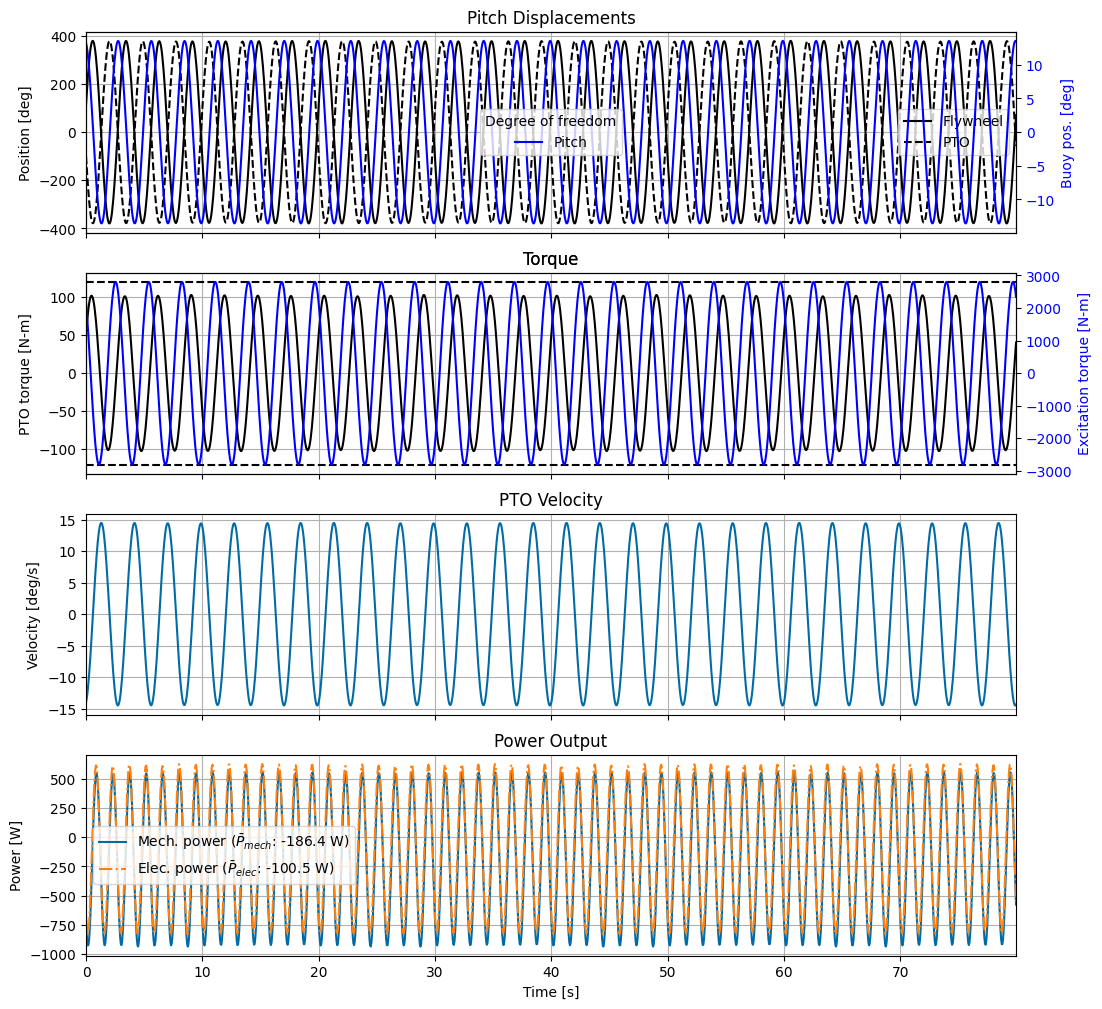 Pitch Displacements
400
200
0
−200
−400
Position [deg]
10
5
0
−5
−10
Buoy pos. [deg]
Degree of freedom
Pitch
Flywheel
PTO
Torque
100
50
0
−50
−100
PTO torque [N-m]
3000
2000
1000
0
−1000
−2000
−3000
Excitation torque [N-m]
PTO Velocity
15
10
5
0
−5
−10
−15
Velocity [deg/s]
Power Output
500
250
0
−250
−500
−750
−1000
Power [W]
Mech. power (P̄mech: -186.4 W)
Elec. power (P̄elec: -100.5 W)
0 10 20 30 40 50 60 70
Time [s]